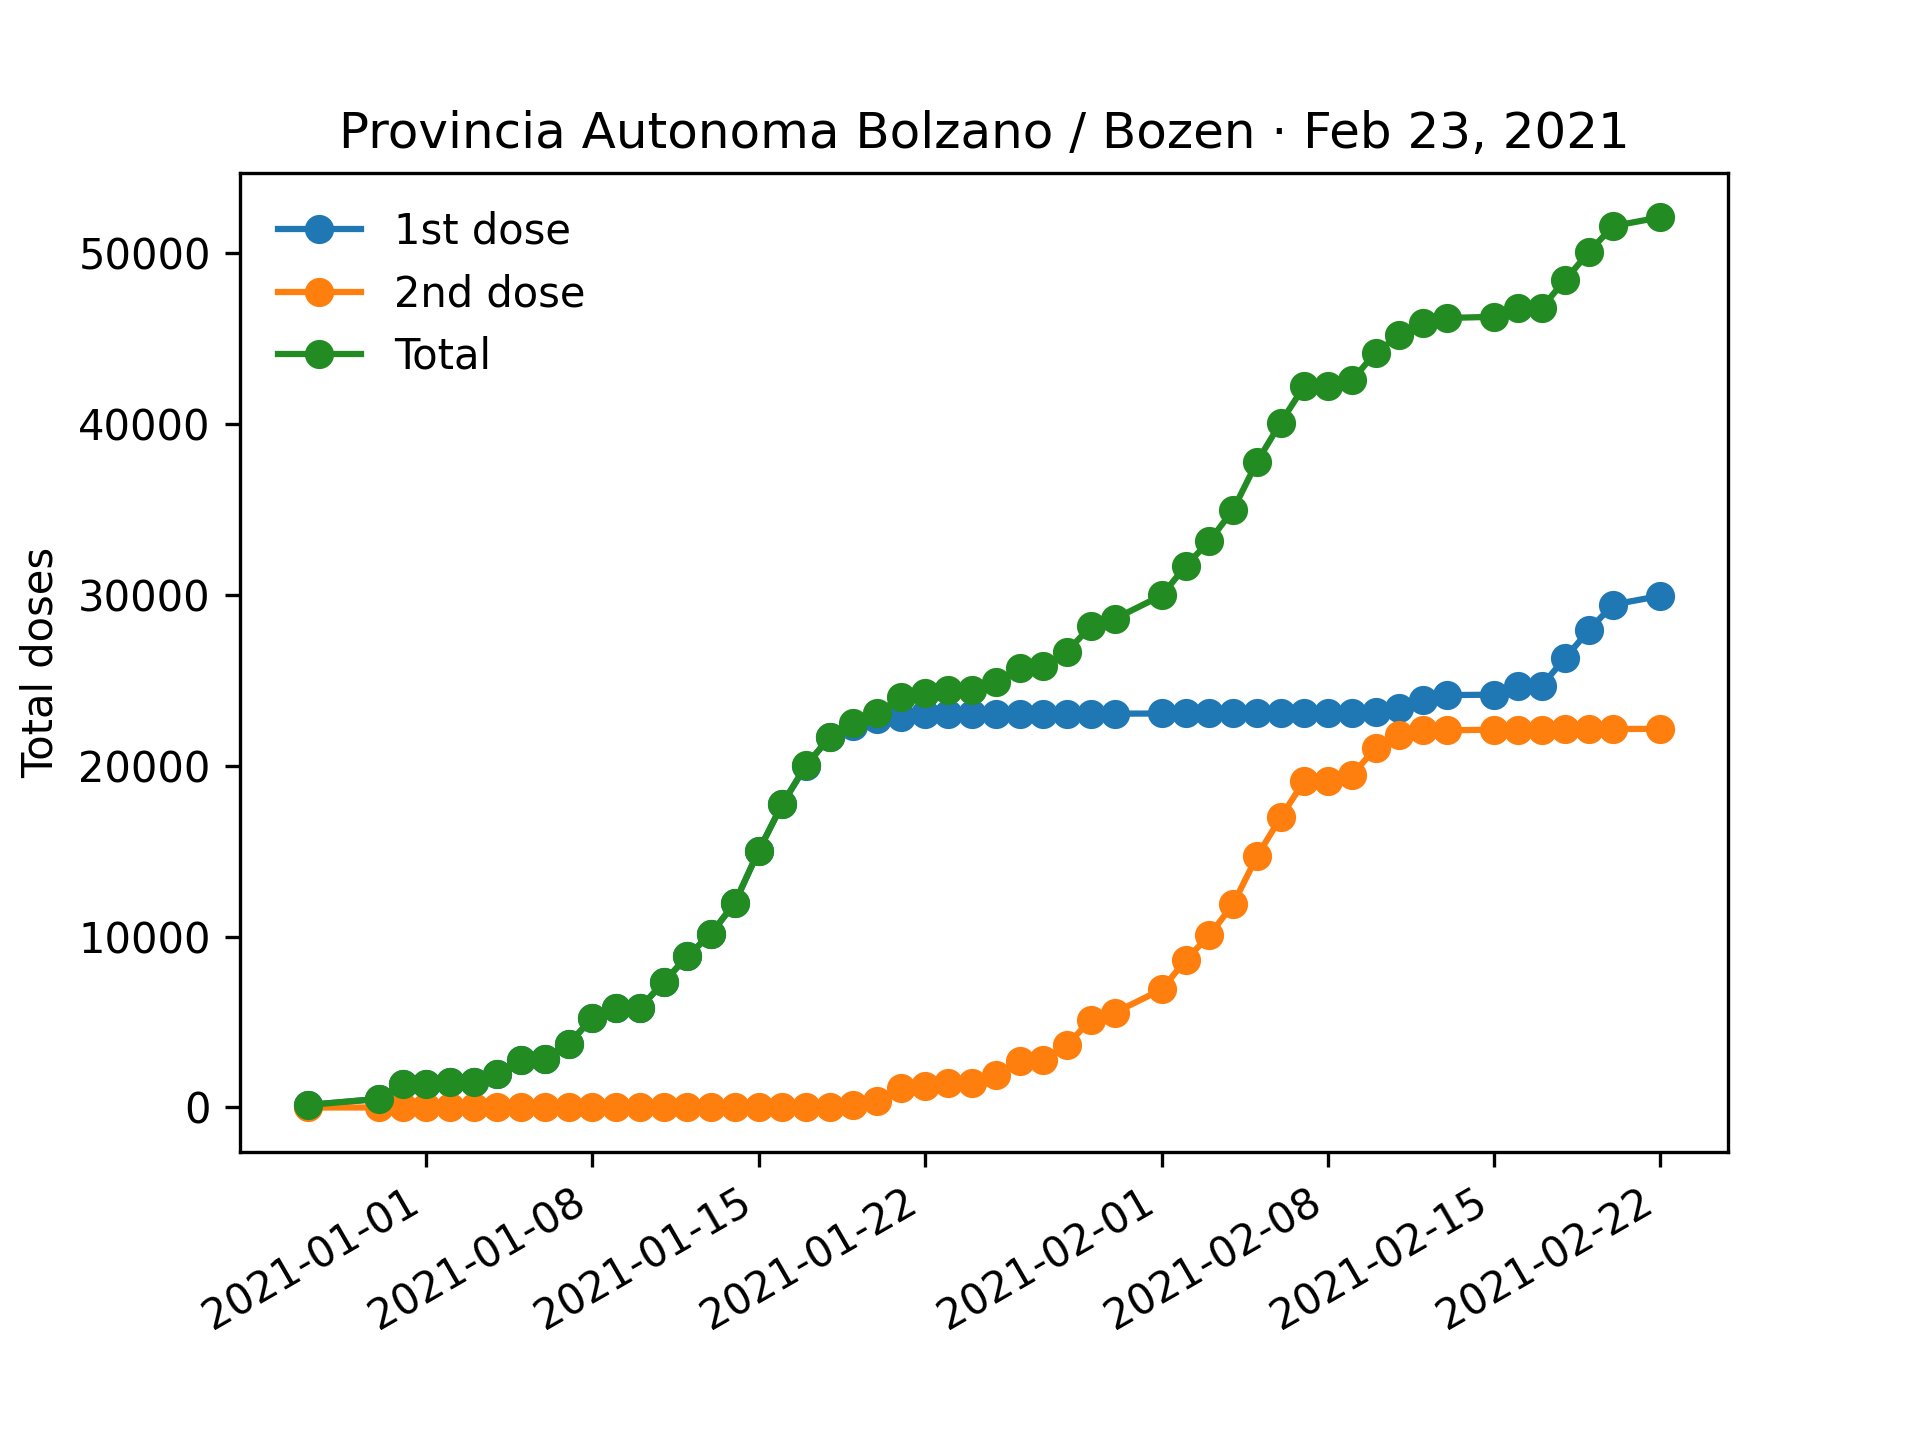 Provincia Autonoma Bolzano / Bozen · Feb 23, 2021
1st dose
2nd dose
Total
Total doses
50000
40000
30000
20000
10000
0
2021-01-01
2021-01-08
2021-01-15
2021-01-22
2021-02-01
2021-02-08
2021-02-15
2021-02-22